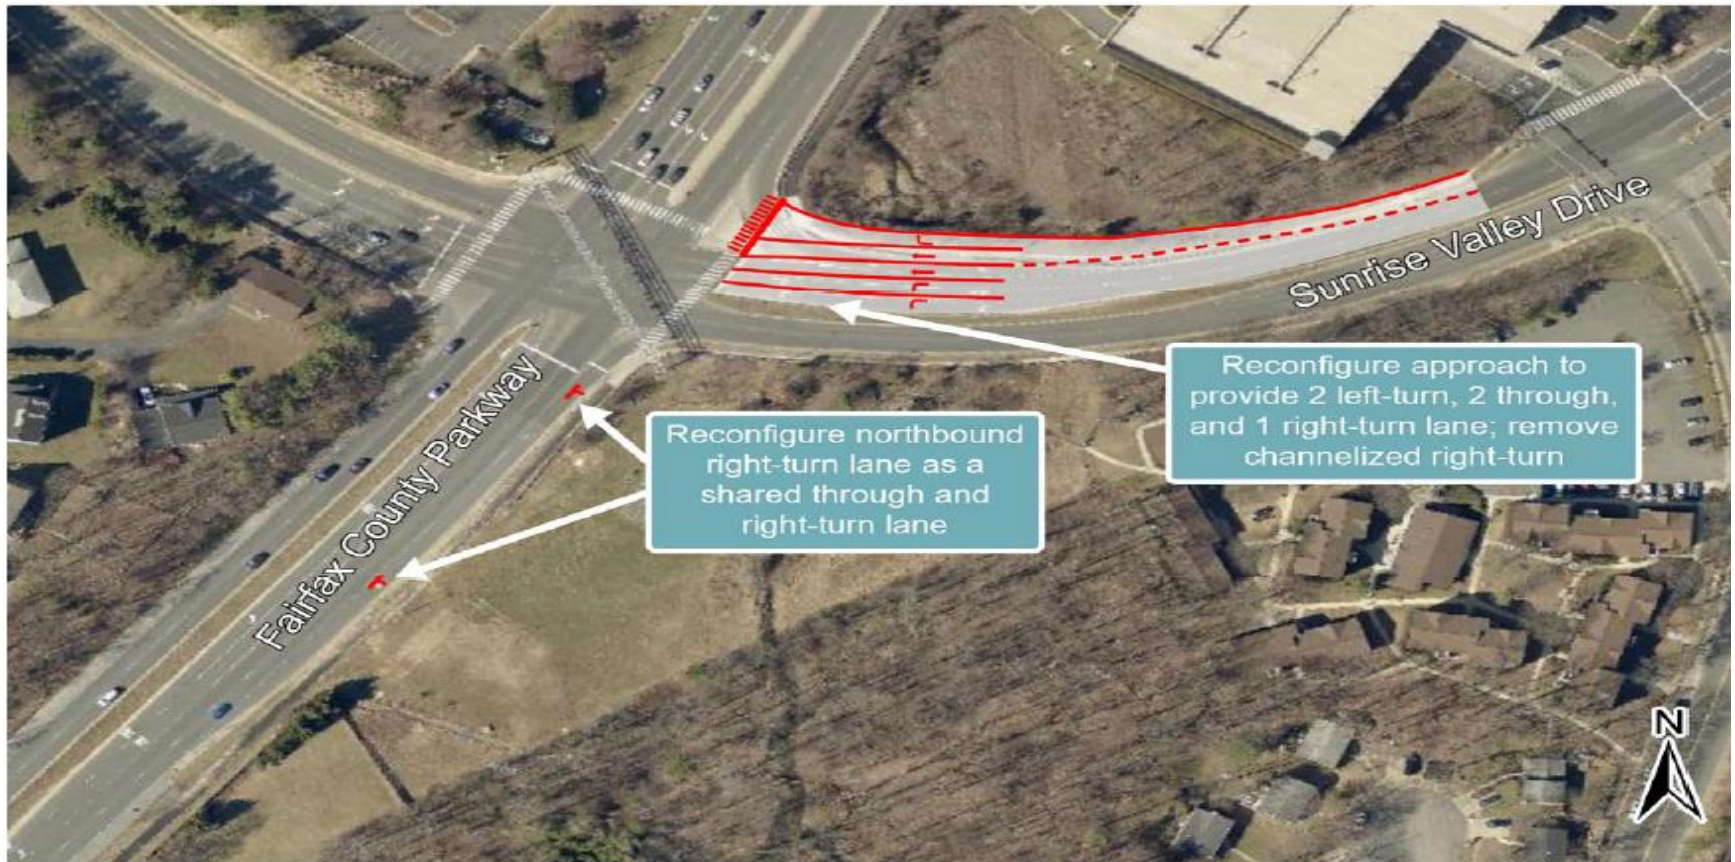 Sunrise Valley Drive
Reconfigure approach to
provide 2 left-turn, 2 through,
and 1 right-turn lane; remove
channelized right-turn
Fairfax County Parkway
Reconfigure northbound
right-turn lane as a
shared through and
right-turn lane
N